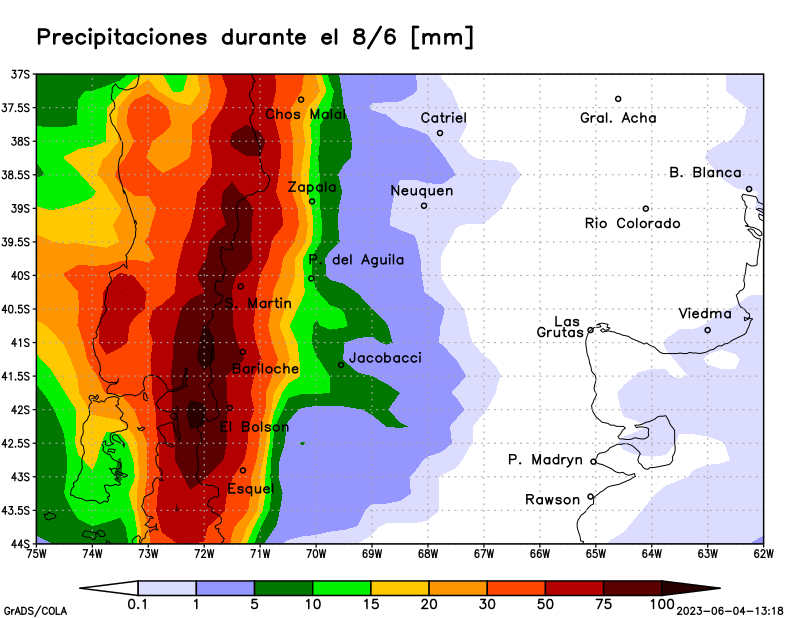 Precipitaciones durante el 8/6 [mm]
37S
37.5S
38S
38.5S
39S
39.5S
40S
40.5S
41S
41.5S
42S
42.5S
43S
43.5S
44S
Chos Malal
Catriel
Gral. Acha
B. Blanca
Zapala
Neuquen
Rio Colorado
P. del Aguila
S. Martin
Viedma
Las
Grutas
Jacobacci
Bariloche
El Bolson
P. Madryn
Esquel
Rawson
75W 74W 73W 72W 71W 70W 69W 68W 67W 66W 65W 64W 63W 62W
0.1 1 5 10 15 20 30 50 75 100
GrADS/COLA
2023-06-04-13:18